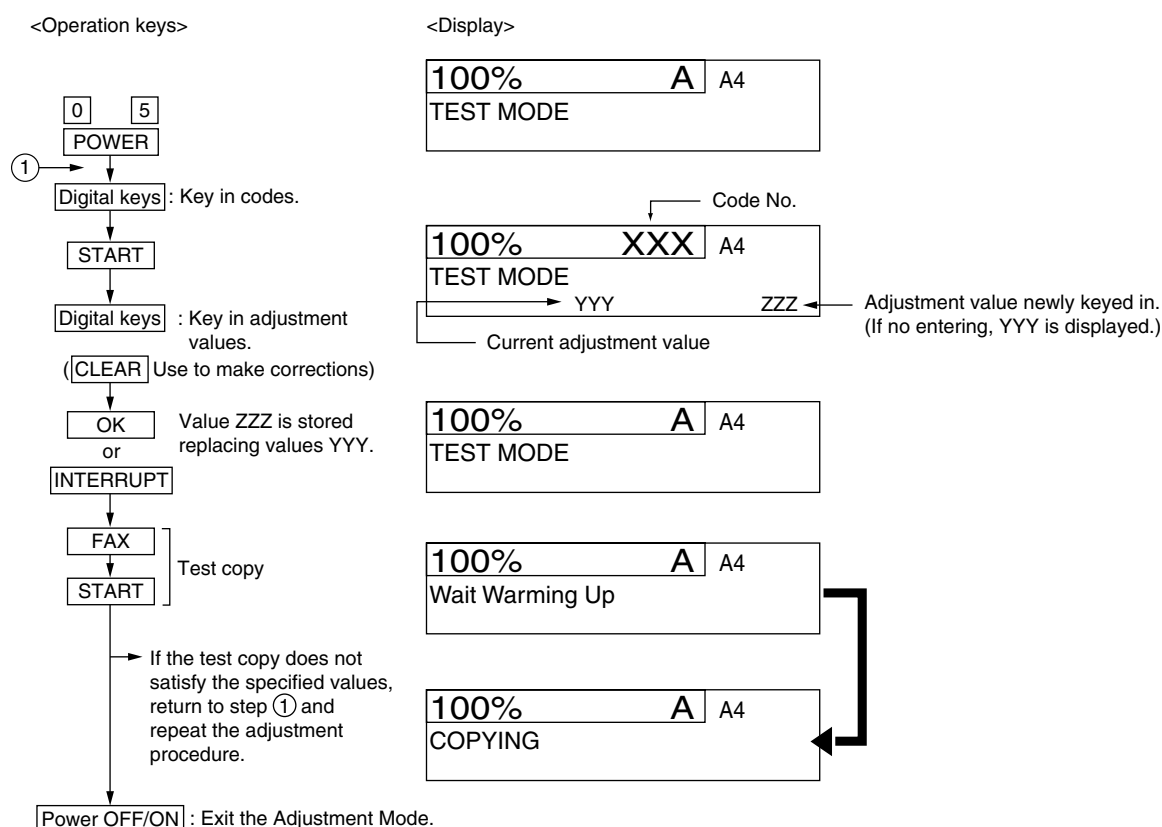 <Operation keys>
<Display>
100% A A4
TEST MODE
0 5
POWER
1
Digital keys : Key in codes.
Code No.
START
100% XXX A4
TEST MODE
YYY ZZZ
Adjustment value newly keyed in.
(If no entering, YYY is displayed.)
Current adjustment value
Digital keys : Key in adjustment
values.
(CLEAR Use to make corrections)
OK
or
INTERRUPT
Value ZZZ is stored
replacing values YYY.
100% A A4
TEST MODE
FAX
START
Test copy
100% A A4
Wait Warming Up
If the test copy does not
satisfy the specified values,
return to step 1 and
repeat the adjustment
procedure.
100% A A4
COPYING
Power OFF/ON : Exit the Adjustment Mode.